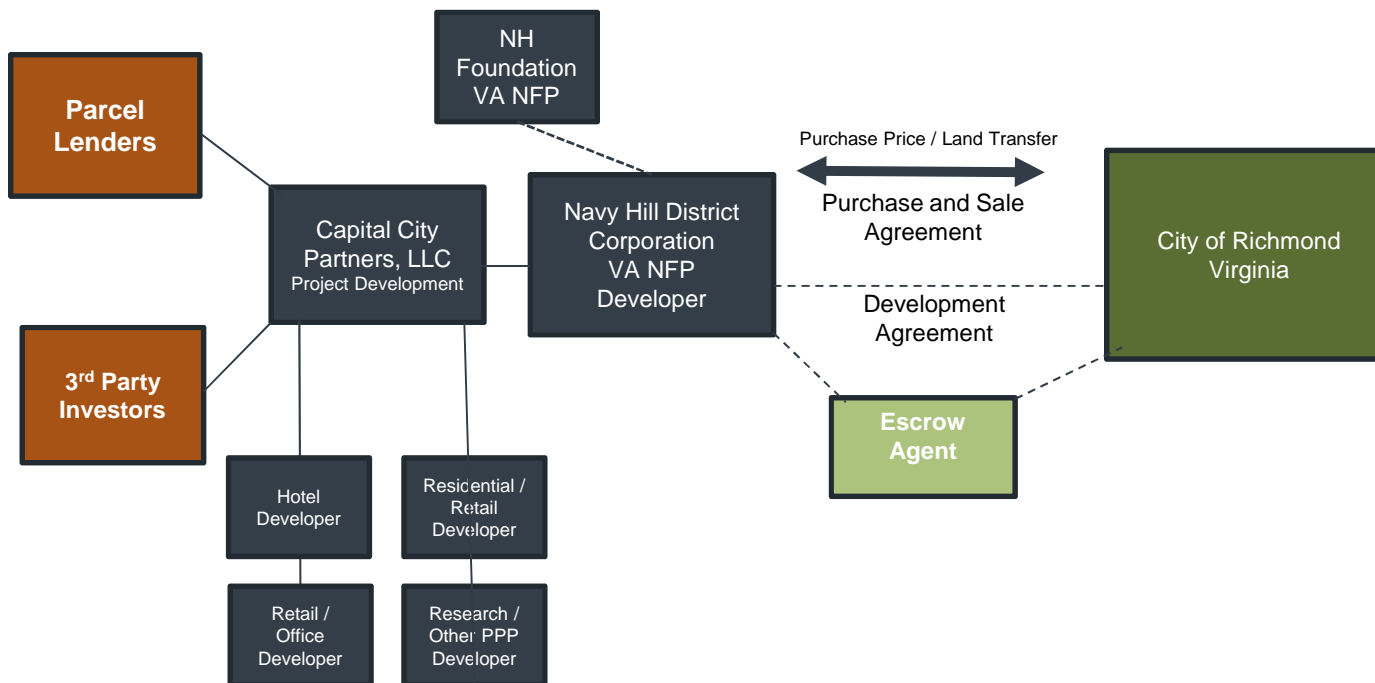 NH
Foundation
VA NFP
Parcel
Lenders
Purchase Price / Land Transfer
Purchase and Sale
Agreement
Navy Hill District
Corporation
VA NFP
Developer
Capital City
Partners, LLC
Project Development
City of Richmond
Virginia
Development
Agreement
3rd Party
Investors
Escrow
Agent
Hotel
Developer
Residential /
Retail
Developer
Retail /
Office
Developer
Research /
Other PPP
Developer